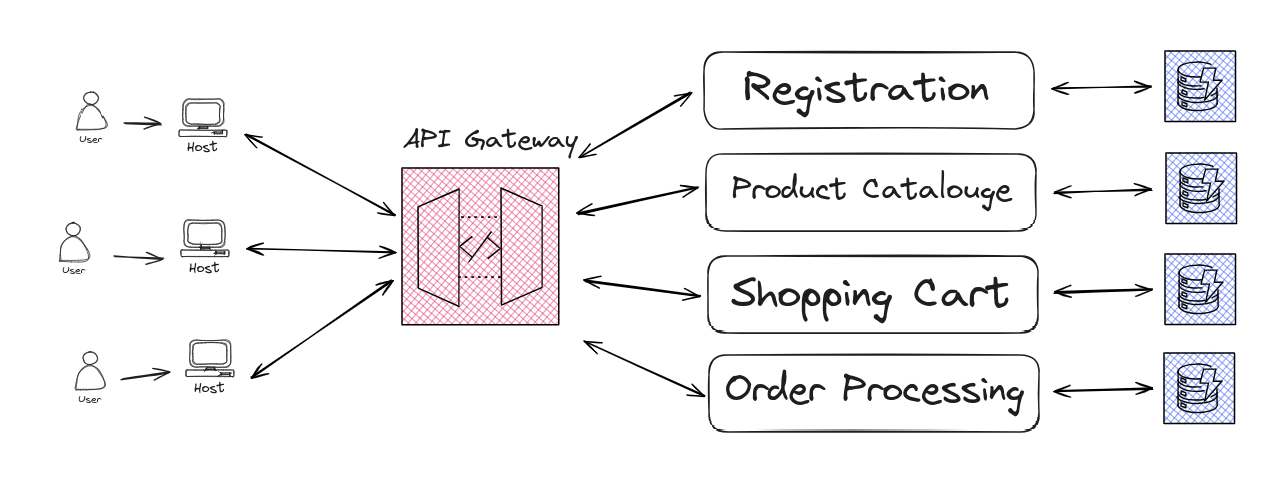 User
Host
API Gateway
Registration
User
Host
Product Catalouge
User
Host
Shopping Cart
Order Processing